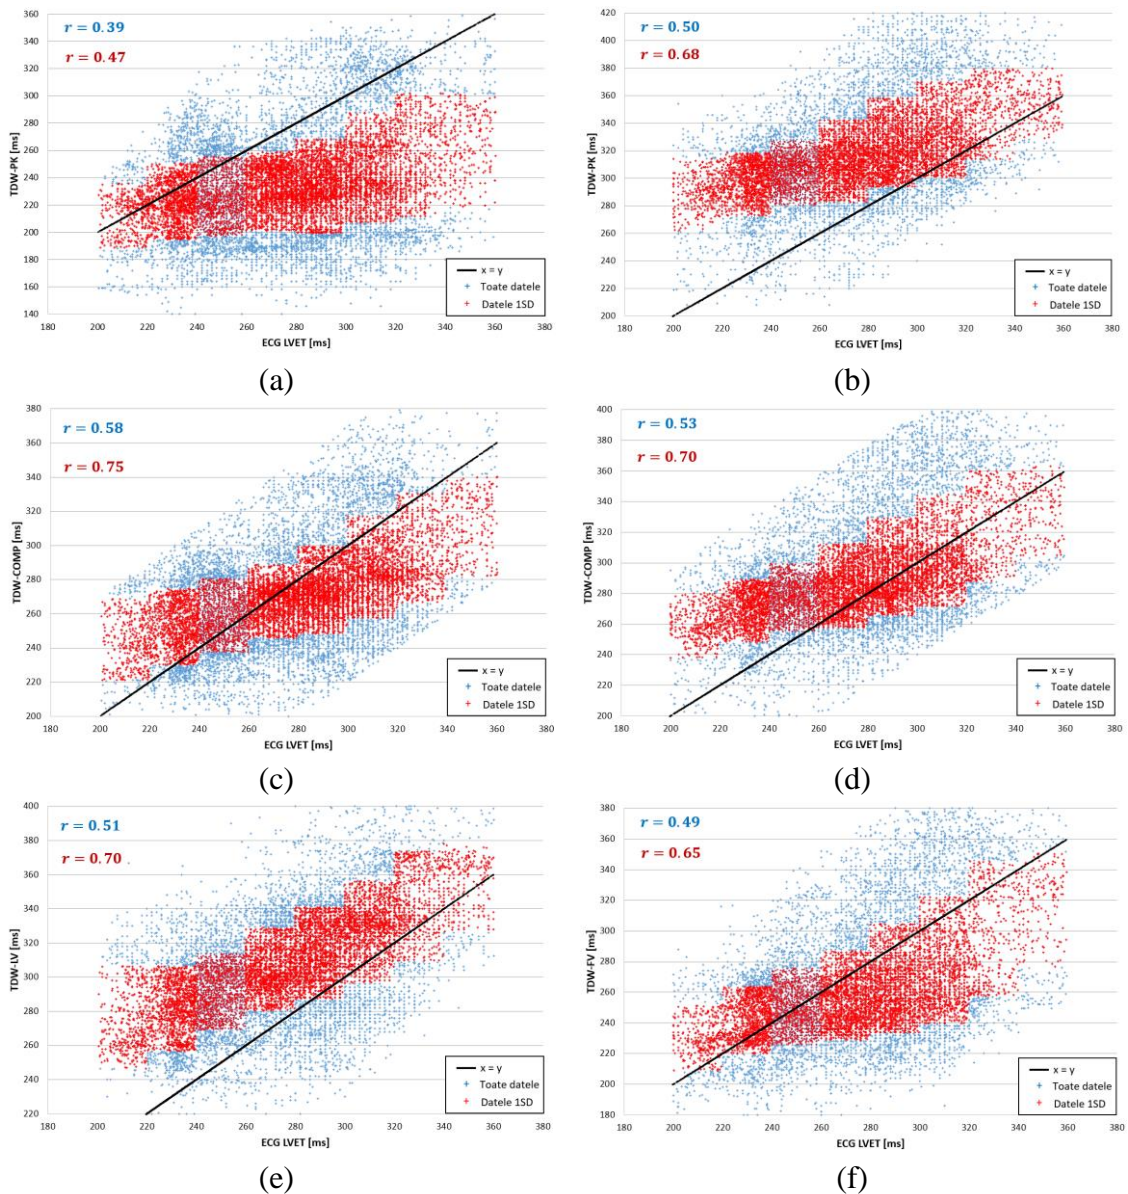 r = 0.39
r = 0.47
TDW-PK [ms]
360
340
320
300
280
260
240
220
200
180
160
140
180 200 220 240 260 280 300 320 340 360 380
ECG LVET [ms]
x = y
Toate datele
Datele 1SD
(a)
r = 0.50
r = 0.68
TDW-PK [ms]
420
400
380
360
340
320
300
280
260
240
220
200
180 200 220 240 260 280 300 320 340 360 380
ECG LVET [ms]
x = y
Toate datele
Datele 1SD
(b)
r = 0.58
r = 0.75
TDW-COMP [ms]
380
360
340
320
300
280
260
240
220
200
180 200 220 240 260 280 300 320 340 360 380
ECG LVET [ms]
x = y
Toate datele
Datele 1SD
(c)
r = 0.53
r = 0.70
TDW-COMP [ms]
400
380
360
340
320
300
280
260
240
220
200
180 200 220 240 260 280 300 320 340 360 380
ECG LVET [ms]
x = y
Toate datele
Datele 1SD
(d)
r = 0.51
r = 0.70
TDW-LV [ms]
400
380
360
340
320
300
280
260
240
220
180 200 220 240 260 280 300 320 340 360 380
ECG LVET [ms]
x = y
Toate datele
Datele 1SD
(e)
r = 0.49
r = 0.65
TDW-FV [ms]
380
360
340
320
300
280
260
240
220
200
180
180 200 220 240 260 280 300 320 340 360 380
ECG LVET [ms]
x = y
Toate datele
Datele 1SD
(f)